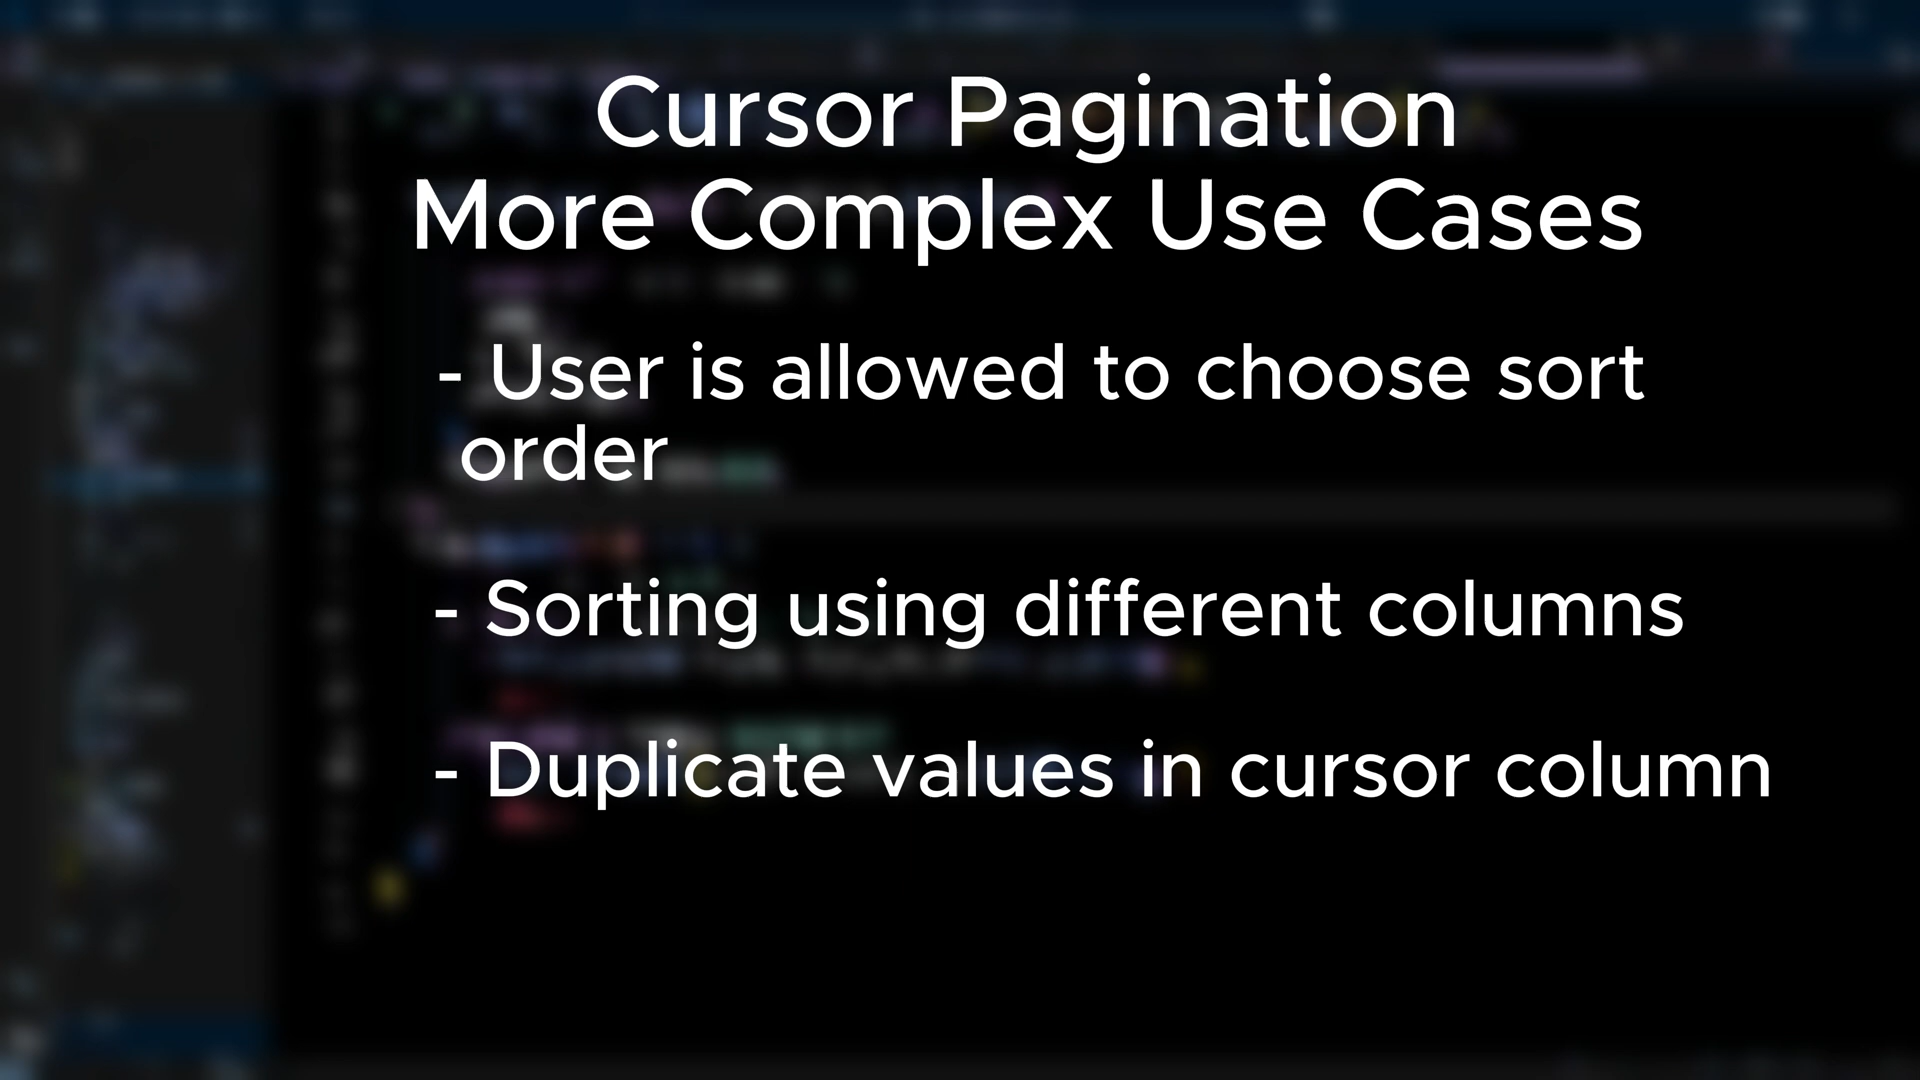 Cursor Pagination
More Complex Use Cases
- User is allowed to choose sort
order
- Sorting using different columns
- Duplicate values in cursor column